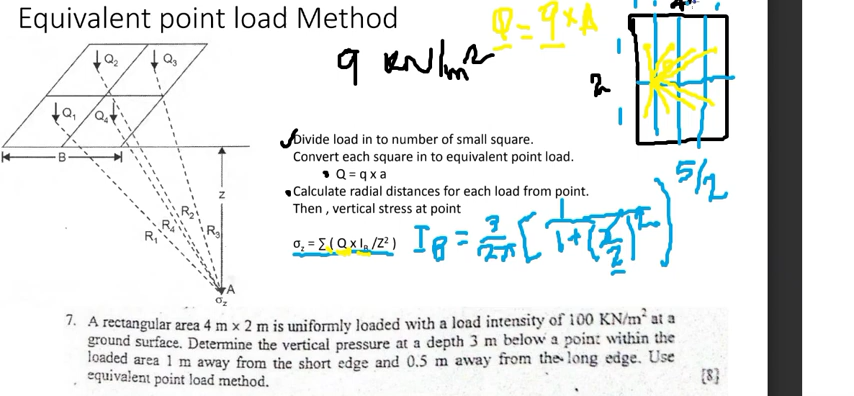 Equivalent point load Method
Q = q x A
q KN/m²
2
Q₂
Q₃
Q₁
Q₄
B
Z
R₂
R₄
R₃
R₁
A
σz
Divide load in to number of small square.
Convert each square in to equivalent point load.
Q = q x a
Calculate radial distances for each load from point.
Then , vertical stress at point
σz = Σ ( Q x IB /Z² )
IB = 3/2π [ 1/1+(r/z)² ]^5/2
7. A rectangular area 4 m × 2 m is uniformly loaded with a load intensity of 100 KN/m² at a
ground surface. Determine the vertical pressure at a depth 3 m below a point within the
loaded area 1 m away from the short edge and 0.5 m away from the long edge. Use
equivalent point load method.
[8]